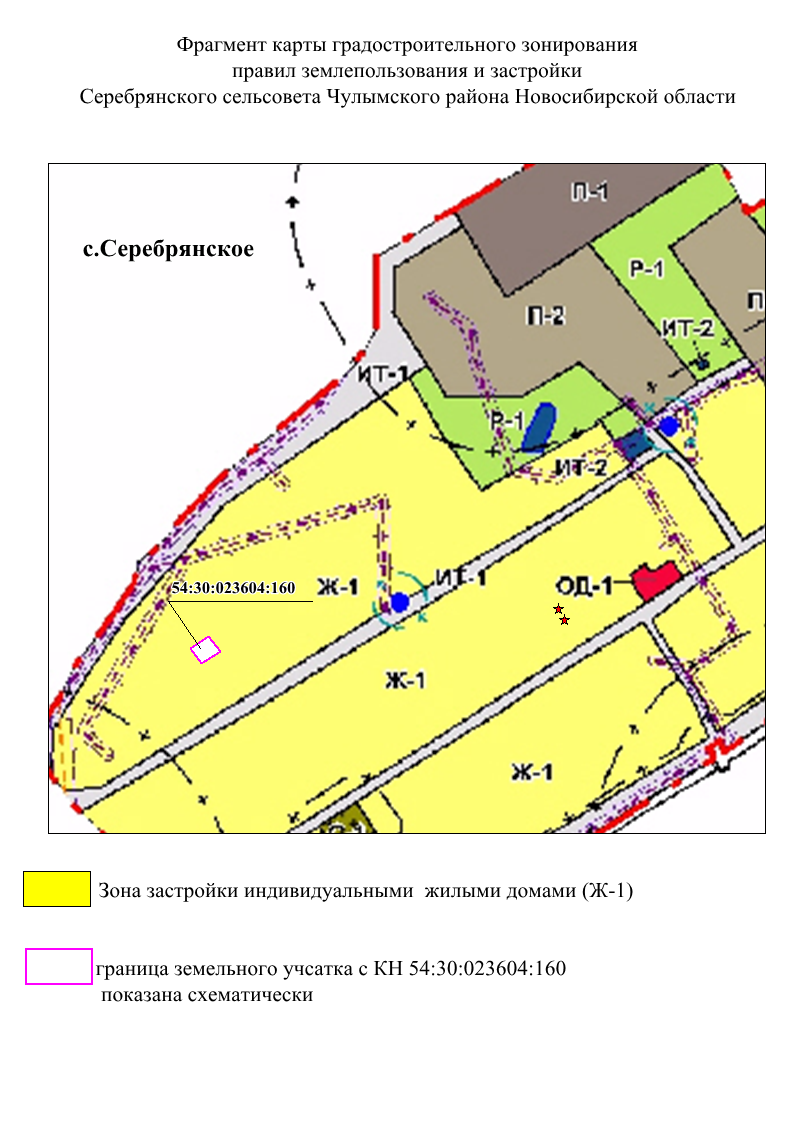 Фрагмент карты градостроительного зонирования
правил землепользования и застройки
Серебрянского сельсовета Чулымского района Новосибирской области
П-1
с.Серебрянское
Р-1
П-2
П
ИТ-2
ИТ-1
Р-1
ИТ-2
54:30:023604:160
Ж-1
ИТ-1
ОД-1
Ж-1
Ж-1
Зона застройки индивидуальными жилыми домами (Ж-1)
граница земельного учсатка с КН 54:30:023604:160
показана схематически